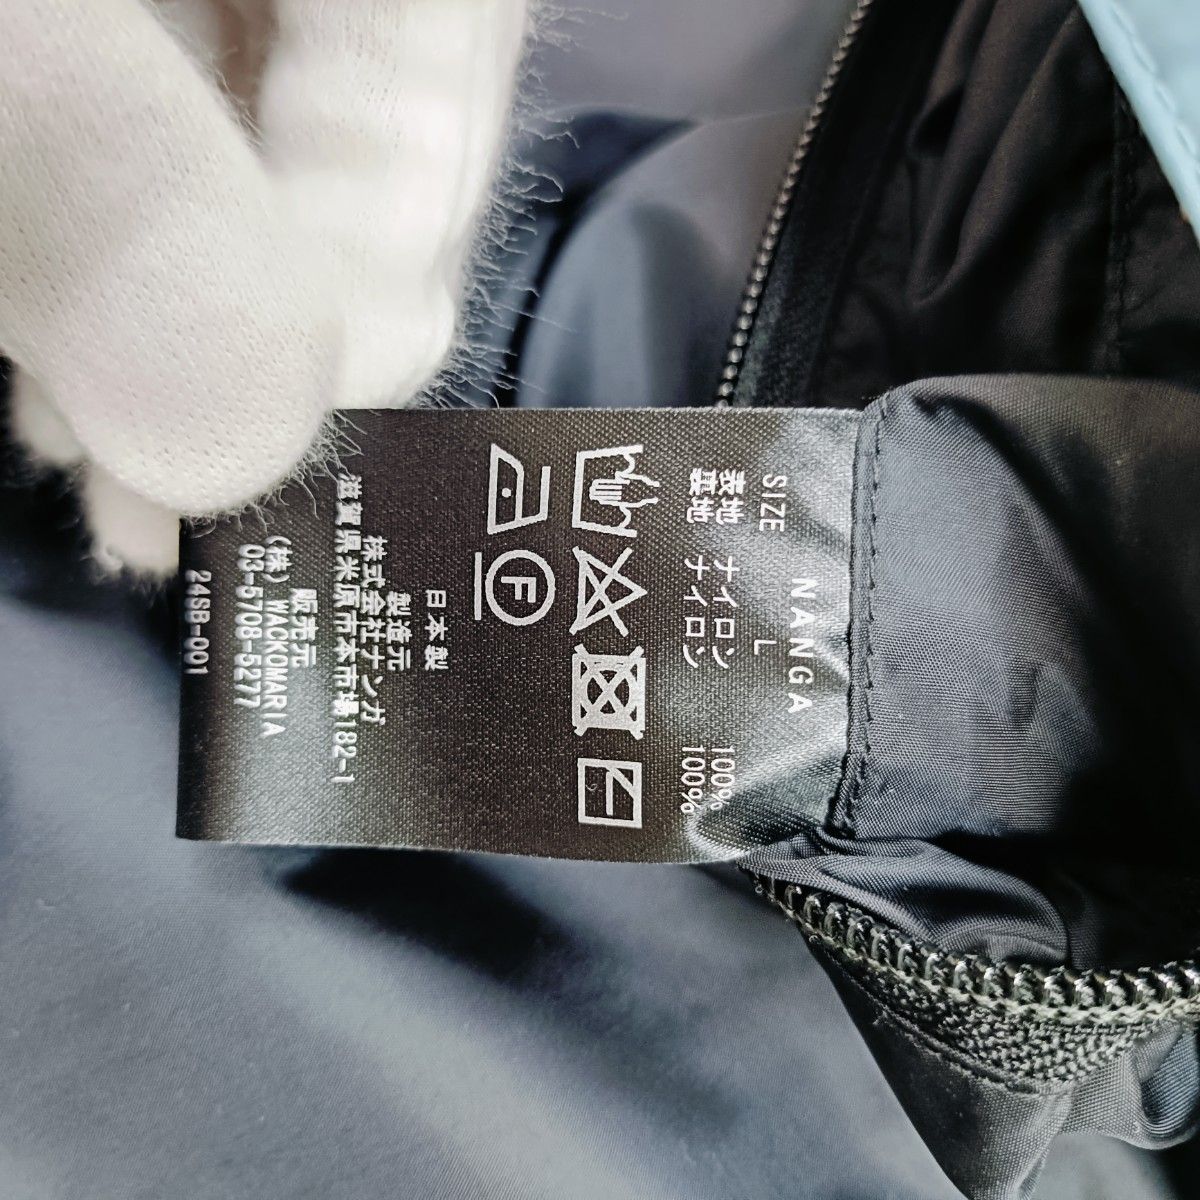 NANGA
SIZE L
表地 ナイロン 100%
裏地 ナイロン 100%
F
日本製
製造元
株式会社ナンガ
滋賀県米原市本市場182-1
販売元
(株) WACKOMARIA
03-5708-5277
24SB-001